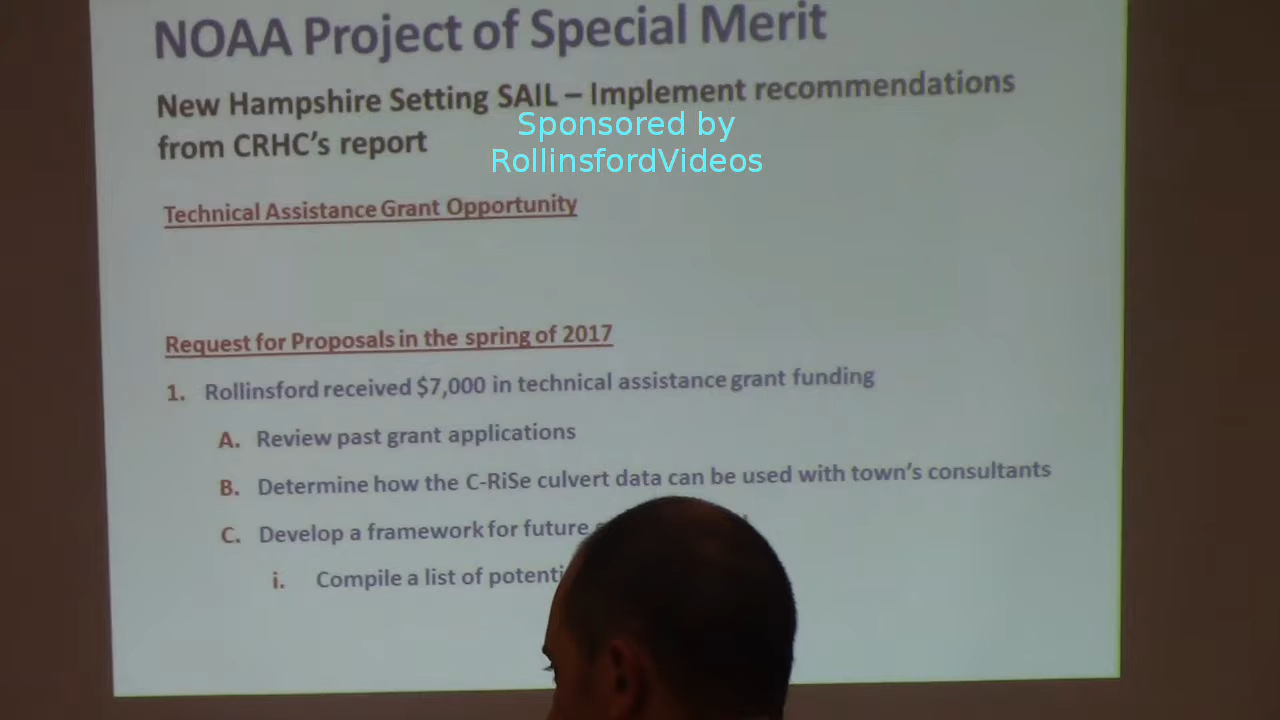 NOAA Project of Special Merit
New Hampshire Setting SAIL – Implement recommendations
from CRHC's report
Sponsored by
RollinsfordVideos
Technical Assistance Grant Opportunity
Request for Proposals in the spring of 2017
1. Rollinsford received $7,000 in technical assistance grant funding
A. Review past grant applications
B. Determine how the C-RiSe culvert data can be used with town's consultants
C. Develop a framework for future
i. Compile a list of